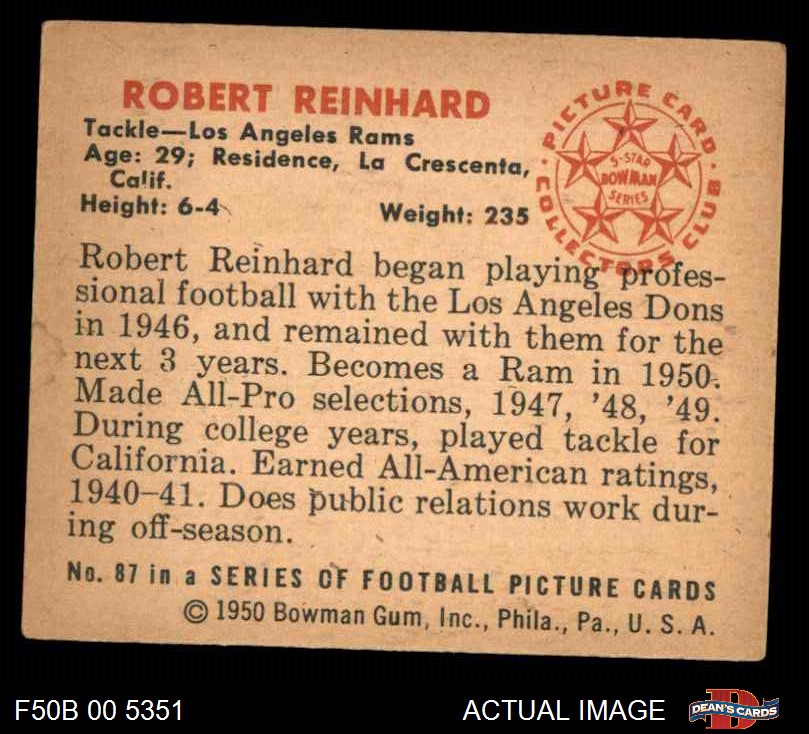 ROBERT REINHARD
Tackle—Los Angeles Rams
Age: 29; Residence, La Crescenta,
Calif.
Height: 6-4
Weight: 235
PICTURE CARD
COLLECTORS CLUB
5-STAR
BOWMAN
SERIES
Robert Reinhard began playing profes-
sional football with the Los Angeles Dons
in 1946, and remained with them for the
next 3 years. Becomes a Ram in 1950.
Made All-Pro selections, 1947, '48, '49.
During college years, played tackle for
California. Earned All-American ratings,
1940–41. Does public relations work dur-
ing off-season.
No. 87 in a SERIES OF FOOTBALL PICTURE CARDS
© 1950 Bowman Gum, Inc., Phila., Pa., U. S. A.
F50B 00 5351
ACTUAL IMAGE
DEAN'S CARDS